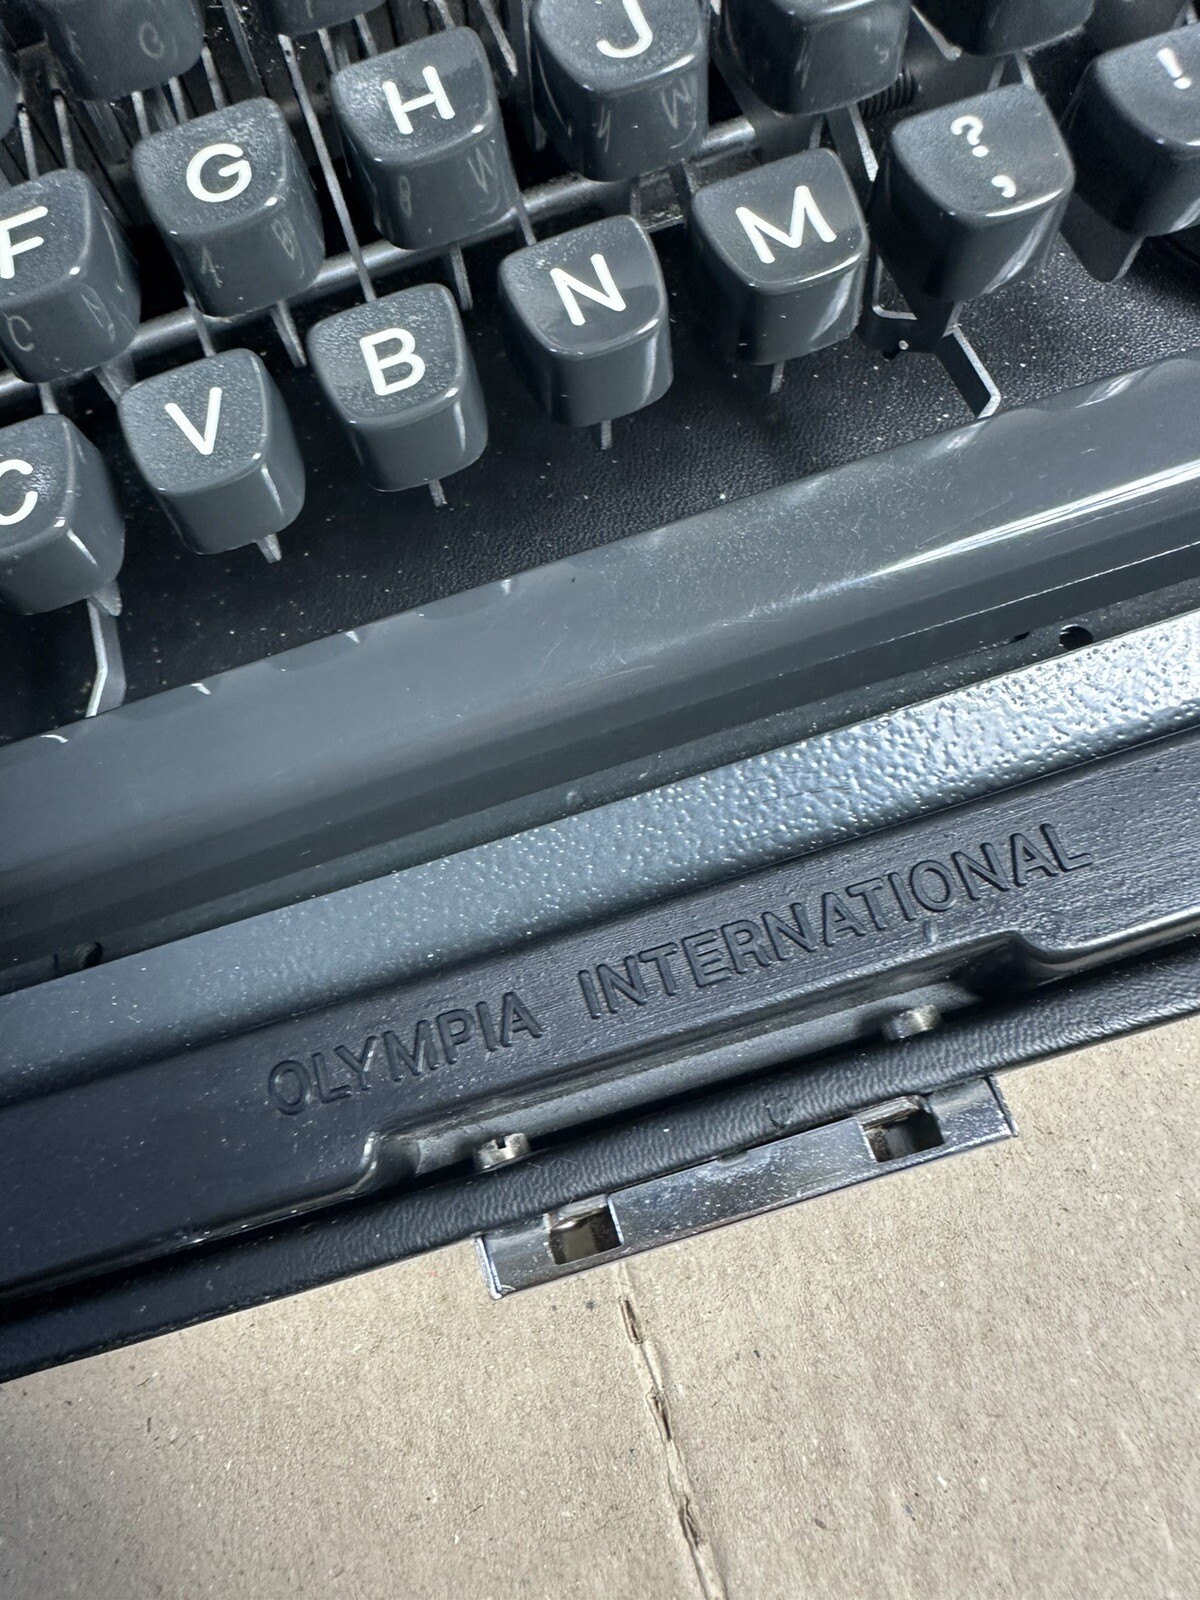 J !
H ? ,
F G M
B N
C V
OLYMPIA INTERNATIONAL